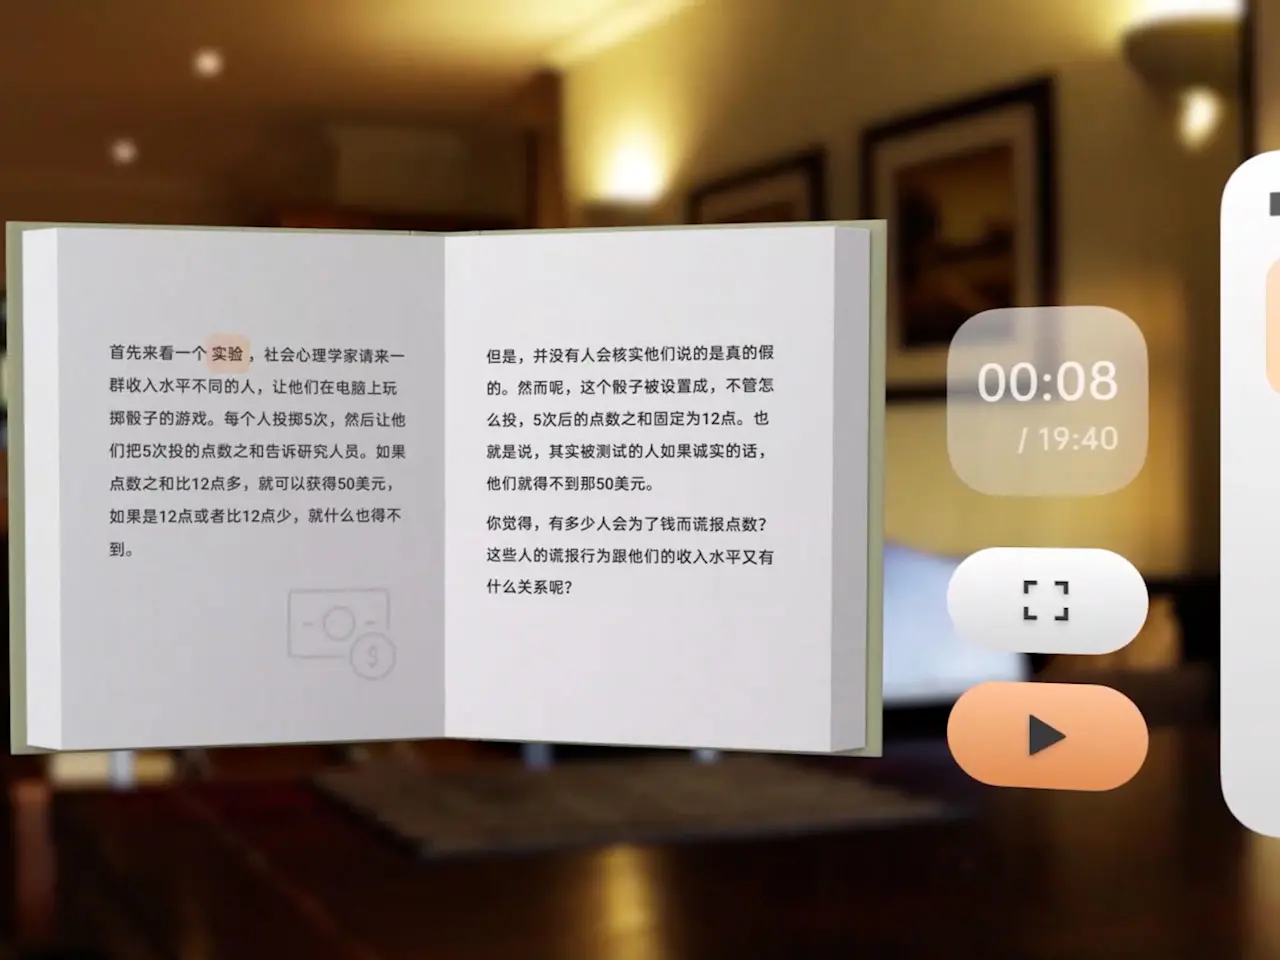 首先来看一个 实验 ，社会心理学家请来一
群收入水平不同的人，让他们在电脑上玩
掷骰子的游戏。每个人投掷5次，然后让他
们把5次投的点数之和告诉研究人员。如果
点数之和比12点多，就可以获得50美元，
如果是12点或者比12点少，就什么也得不
到。
但是，并没有人会核实他们说的是真的假
的。然而呢，这个骰子被设置成，不管怎
么投，5次后的点数之和固定为12点。也
就是说，其实被测试的人如果诚实的话，
他们就得不到那50美元。
你觉得，有多少人会为了钱而谎报点数？
这些人的谎报行为跟他们的收入水平又有
什么关系呢？
00:08
/ 19:40